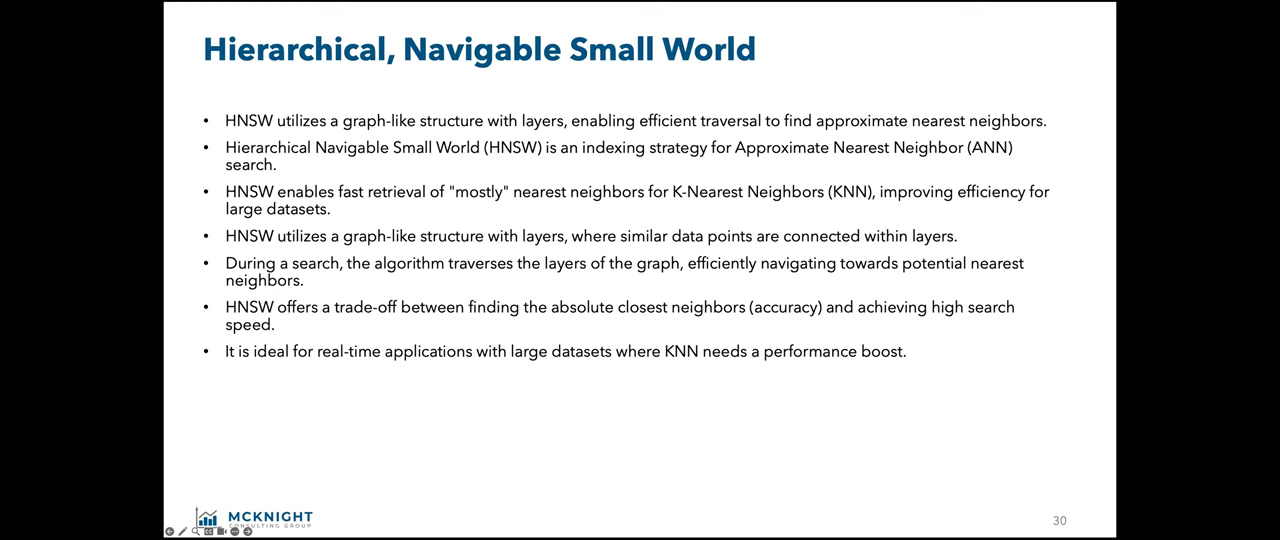 Hierarchical, Navigable Small World
• HNSW utilizes a graph-like structure with layers, enabling efficient traversal to find approximate nearest neighbors.
• Hierarchical Navigable Small World (HNSW) is an indexing strategy for Approximate Nearest Neighbor (ANN)
search.
• HNSW enables fast retrieval of "mostly" nearest neighbors for K-Nearest Neighbors (KNN), improving efficiency for
large datasets.
• HNSW utilizes a graph-like structure with layers, where similar data points are connected within layers.
• During a search, the algorithm traverses the layers of the graph, efficiently navigating towards potential nearest
neighbors.
• HNSW offers a trade-off between finding the absolute closest neighbors (accuracy) and achieving high search
speed.
• It is ideal for real-time applications with large datasets where KNN needs a performance boost.
MCKNIGHT
CONSULTING GROUP
30